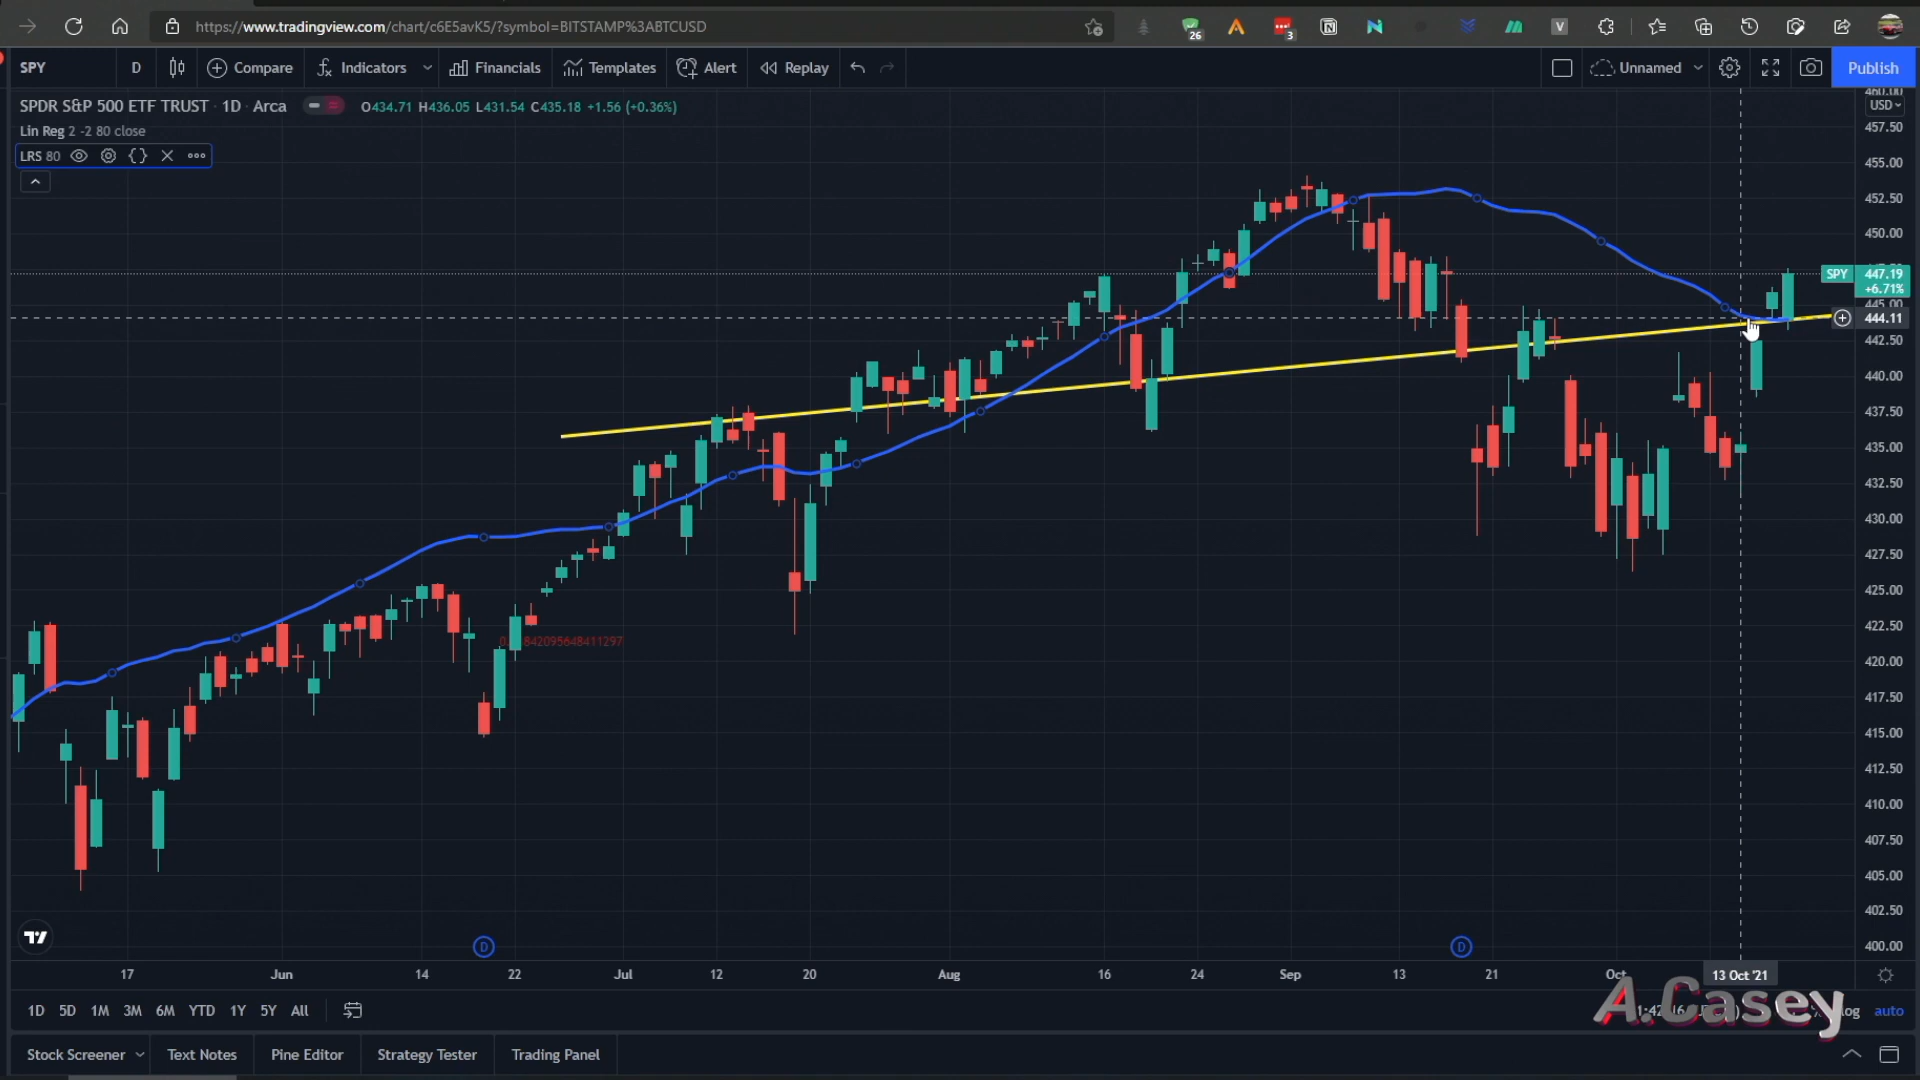 https://www.tradingview.com/chart/c6E5avK5/?symbol=BITSTAMP%3ABTCUSD
26
3
V
SPY D Compare Indicators Financials Templates Alert Replay Unnamed Publish
SPDR S&P 500 ETF TRUST · 1D · Arca O434.71 H436.05 L431.54 C435.18 +1.56 (+0.36%)
Lin Reg 2 -2 80 close
LRS 80
460.00
USD
457.50
455.00
452.50
450.00
SPY 447.19
+6.71%
445.00
444.11
442.50
440.00
437.50
435.00
432.50
430.00
427.50
425.00
422.50
420.00
417.50
415.00
412.50
410.00
407.50
405.00
402.50
400.00
842095648411297
D D
17 Jun 14 22 Jul 12 20 Aug 16 24 Sep 13 21 Oct 13 Oct '21
1D 5D 1M 3M 6M YTD 1Y 5Y All log auto
A.Casey
Stock Screener Text Notes Pine Editor Strategy Tester Trading Panel